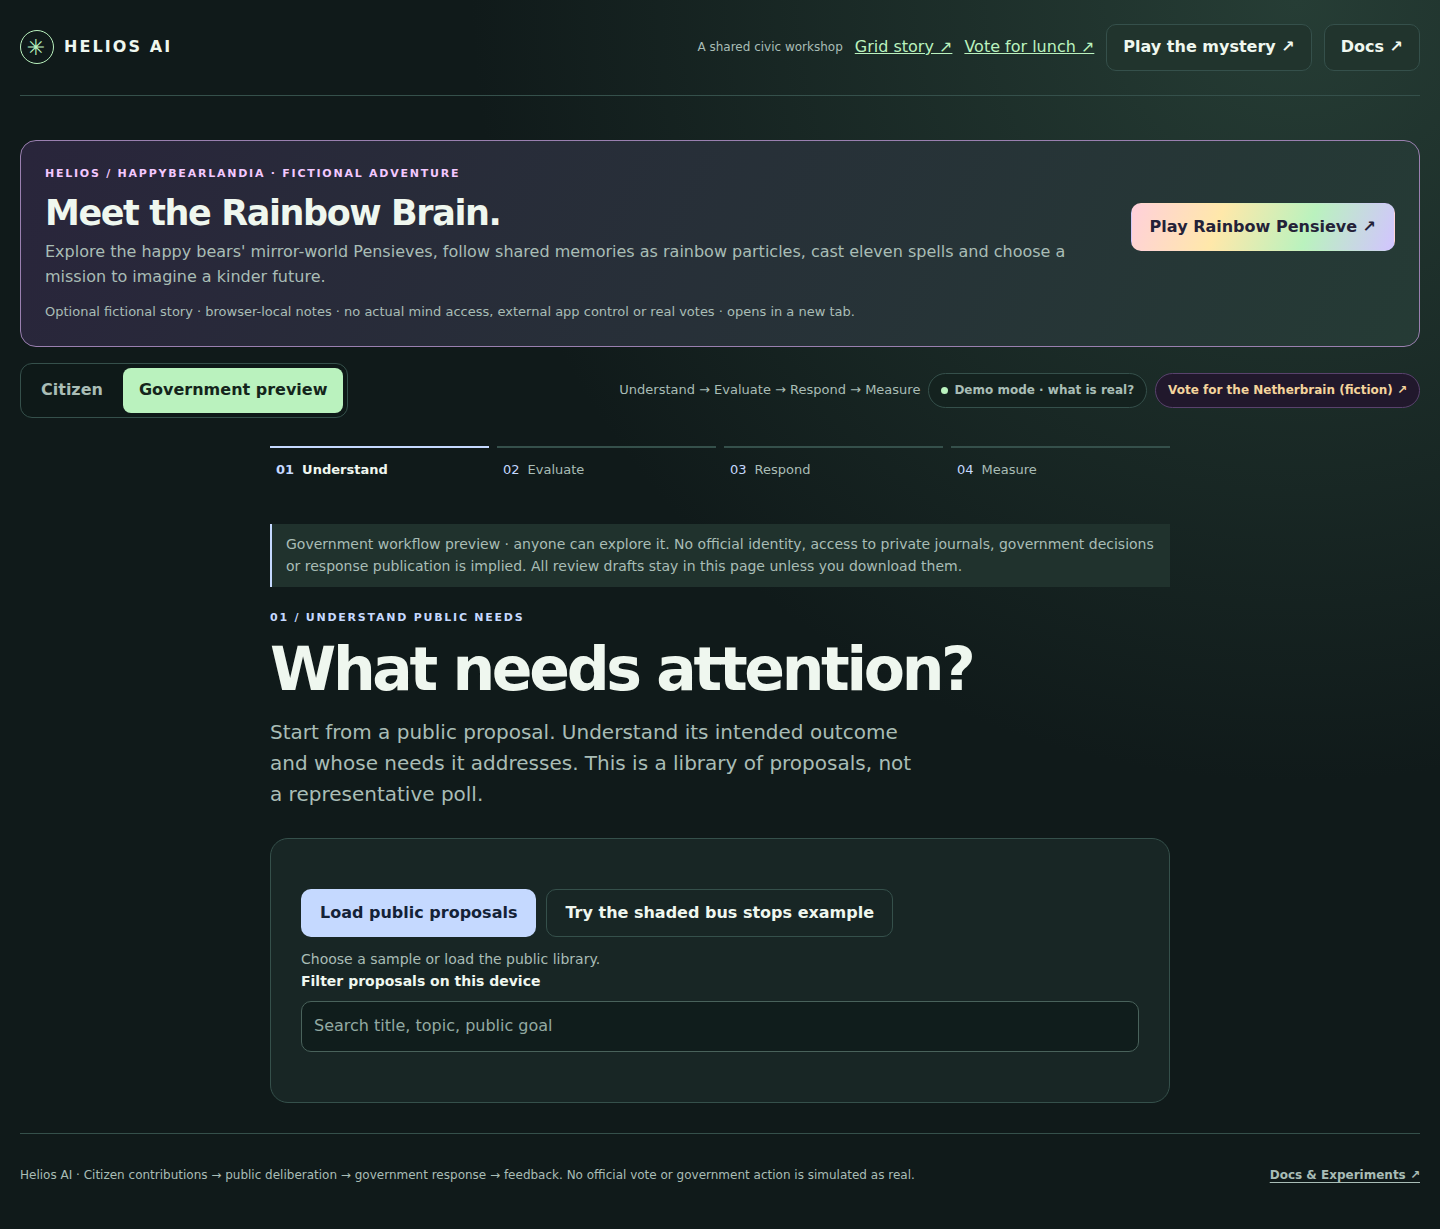 HELIOS AI
A shared civic workshop
Grid story ↗
Vote for lunch ↗
Play the mystery ↗
Docs ↗
HELIOS / HAPPYBEARLANDIA · FICTIONAL ADVENTURE
Meet the Rainbow Brain.
Explore the happy bears' mirror-world Pensieves, follow shared memories as rainbow particles, cast eleven spells and choose a
mission to imagine a kinder future.
Optional fictional story · browser-local notes · no actual mind access, external app control or real votes · opens in a new tab.
Play Rainbow Pensieve ↗
Citizen
Government preview
Understand → Evaluate → Respond → Measure
Demo mode · what is real?
Vote for the Netherbrain (fiction) ↗
01 Understand
02 Evaluate
03 Respond
04 Measure
Government workflow preview · anyone can explore it. No official identity, access to private journals, government decisions
or response publication is implied. All review drafts stay in this page unless you download them.
01 / UNDERSTAND PUBLIC NEEDS
What needs attention?
Start from a public proposal. Understand its intended outcome
and whose needs it addresses. This is a library of proposals, not
a representative poll.
Load public proposals
Try the shaded bus stops example
Choose a sample or load the public library.
Filter proposals on this device
Search title, topic, public goal
Helios AI · Citizen contributions → public deliberation → government response → feedback. No official vote or government action is simulated as real.
Docs & Experiments ↗